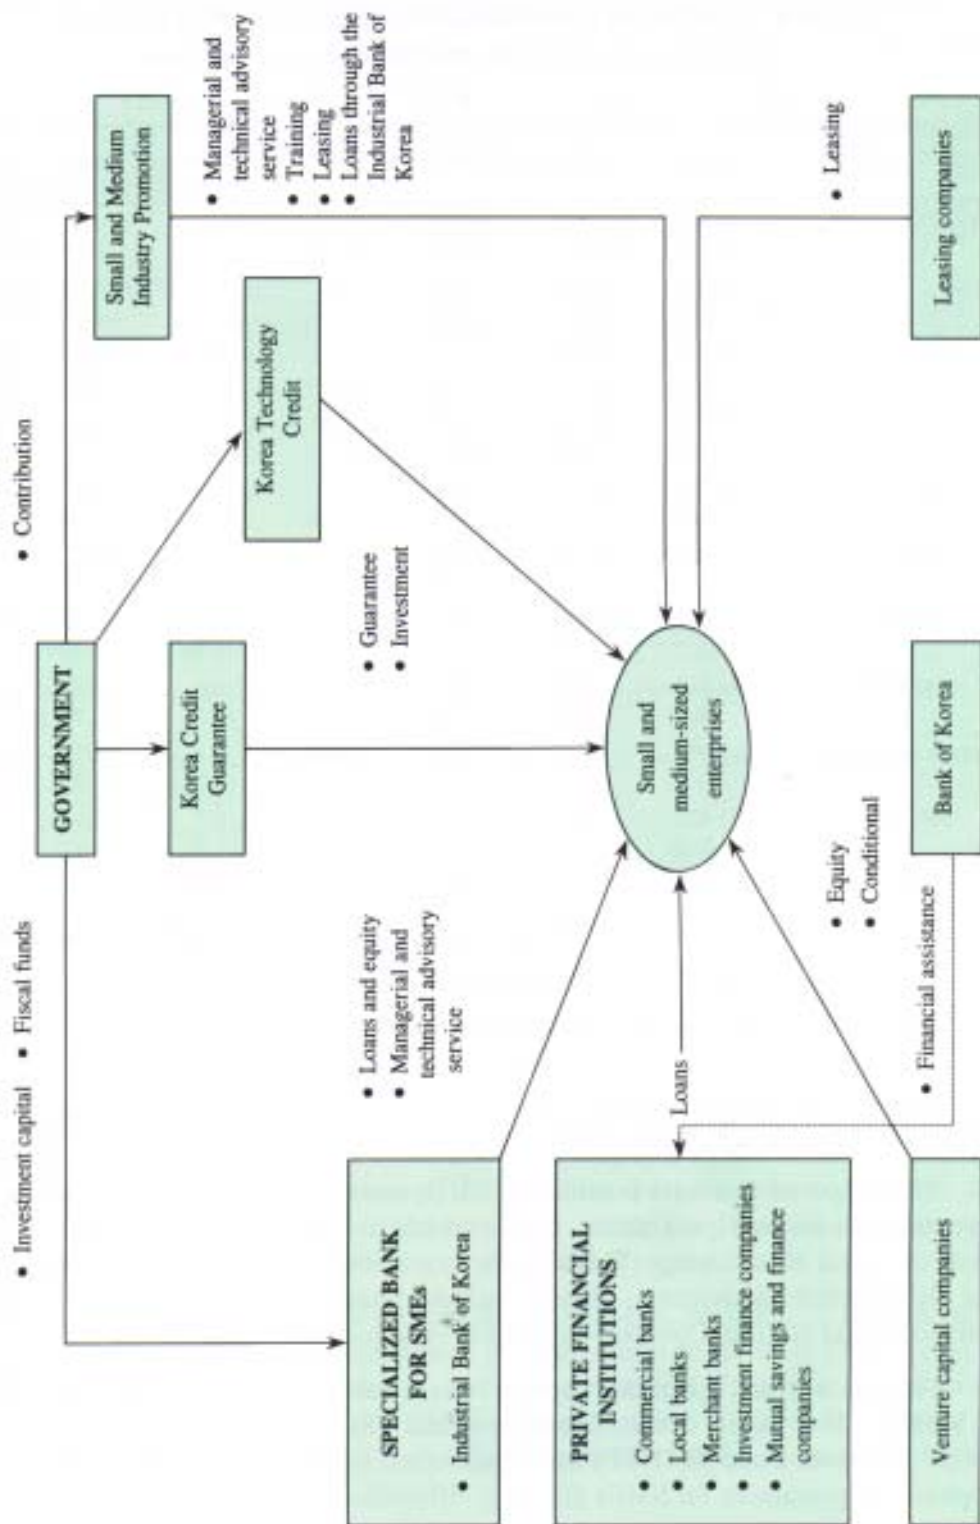 • Investment capital • Fiscal funds
• Contribution
GOVERNMENT
Small and Medium
Industry Promotion
Korea Credit
Guarantee
Korea Technology
Credit
• Managerial and
technical advisory
service
• Training
• Leasing
• Loans through the
Industrial Bank of
Korea
SPECIALIZED BANK
FOR SMEs
• Industrial Bank of Korea
• Loans and equity
• Managerial and
technical advisory
service
• Guarantee
• Investment
PRIVATE FINANCIAL
INSTITUTIONS
• Commercial banks
• Local banks
• Merchant banks
• Investment finance companies
• Mutual savings and finance
companies
Loans
Small and
medium-sized
enterprises
• Equity
• Conditional
• Leasing
• Financial assistance
Venture capital companies
Bank of Korea
Leasing companies